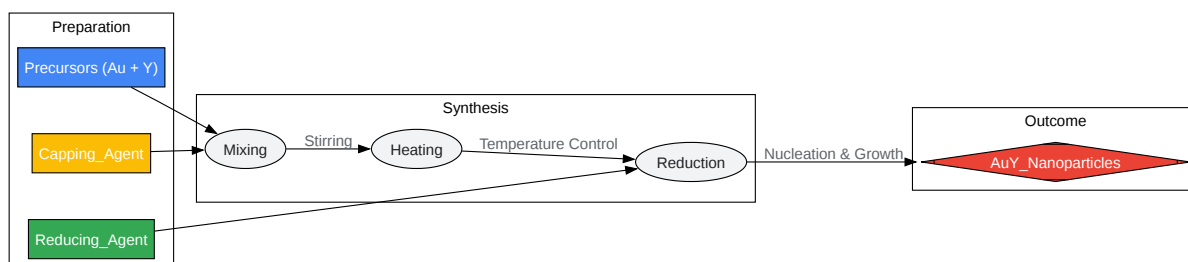 Preparation
Precursors (Au + Y)
Capping_Agent
Reducing_Agent
Synthesis
Mixing
Stirring
Heating
Temperature Control
Reduction
Nucleation & Growth
Outcome
AuY_Nanoparticles